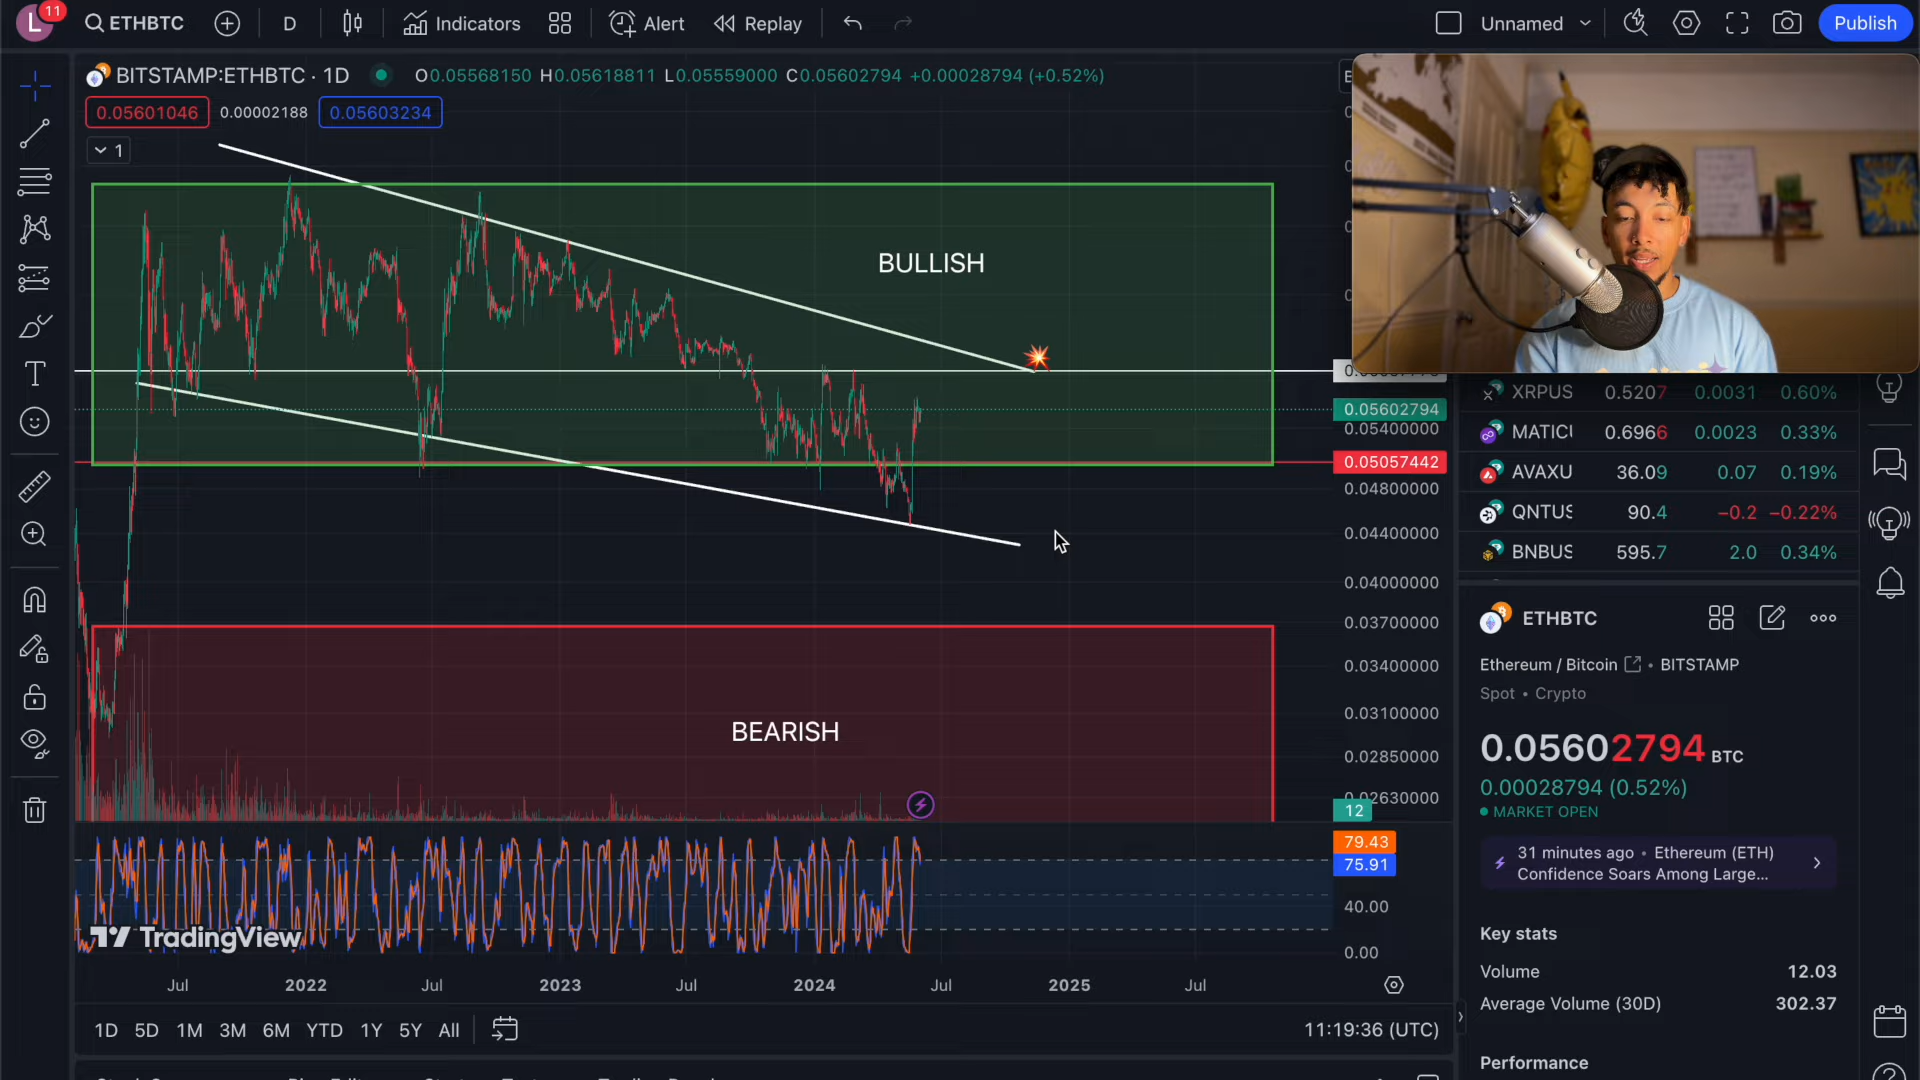 L 11 ETHBTC D Indicators Alert Replay Unnamed Publish
BITSTAMP:ETHBTC · 1D O0.05568150 H0.05618811 L0.05559000 C0.05602794 +0.00028794 (+0.52%)
0.05601046 0.00002188 0.05603234
1
BULLISH
0.05602794
0.05400000
0.05057442
0.04800000
0.04400000
0.04000000
0.03700000
0.03400000
0.03100000
0.02850000
0.02630000
BEARISH
12
79.43
75.91
40.00
0.00
TradingView
Jul 2022 Jul 2023 Jul 2024 Jul 2025 Jul
1D 5D 1M 3M 6M YTD 1Y 5Y All 11:19:36 (UTC)
XRPUS 0.5207 0.0031 0.60%
MATICU 0.6966 0.0023 0.33%
AVAXU 36.09 0.07 0.19%
QNTUS 90.4 −0.2 −0.22%
BNBUS 595.7 2.0 0.34%
ETHBTC
Ethereum / Bitcoin • BITSTAMP
Spot • Crypto
0.05602794 BTC
0.00028794 (0.52%)
MARKET OPEN
31 minutes ago • Ethereum (ETH)
Confidence Soars Among Large...
Key stats
Volume 12.03
Average Volume (30D) 302.37
Performance